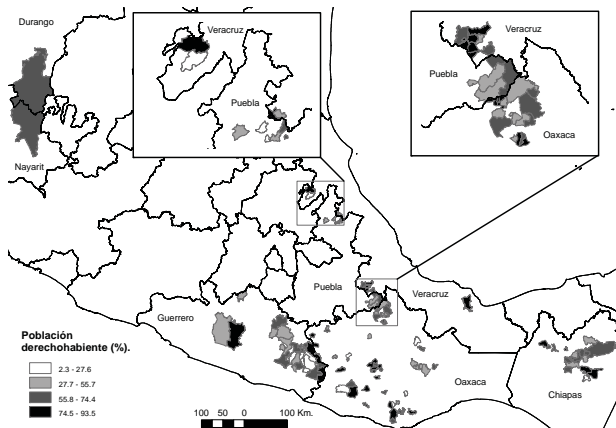 Durango
Veracruz
Puebla
Veracruz
Puebla
Oaxaca
Nayarit
Puebla
Veracruz
Guerrero
Oaxaca
Chiapas
Población
derechohabiente (%).
2.3 - 27.6
27.7 - 55.7
55.8 - 74.4
74.5 - 93.5
100 50 0 100 Km.